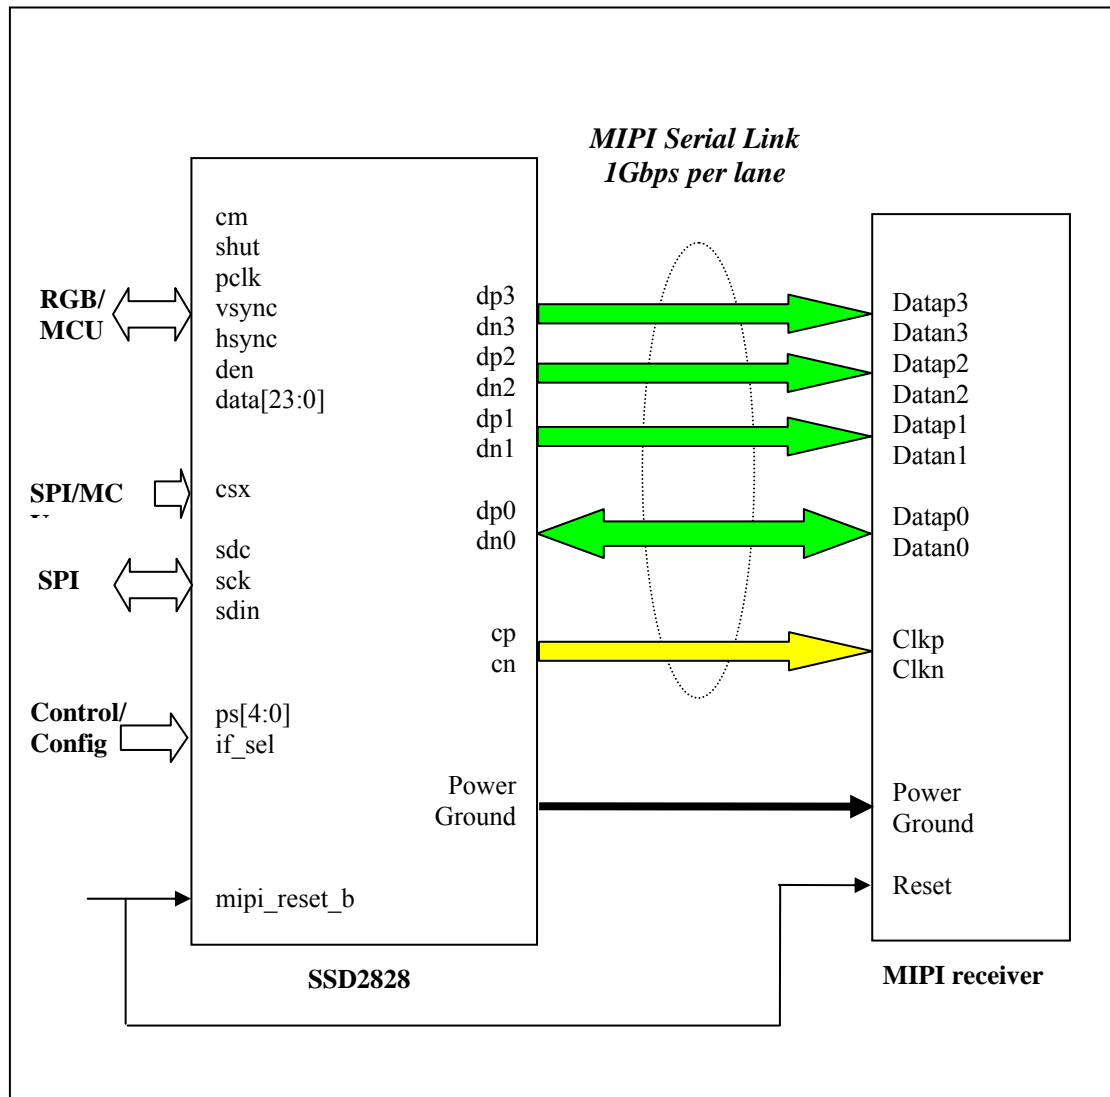 MIPI Serial Link
1Gbps per lane
RGB/
MCU
cm
shut
pclk
vsync
hsync
den
data[23:0]
SPI/MC
csx
SPI
sdc
sck
sdin
Control/
Config
ps[4:0]
if_sel
mipi_reset_b
dp3
dn3
dp2
dn2
dp1
dn1
dp0
dn0
cp
cn
Power
Ground
SSD2828
Datap3
Datan3
Datap2
Datan2
Datap1
Datan1
Datap0
Datan0
Clkp
Clkn
Power
Ground
Reset
MIPI receiver